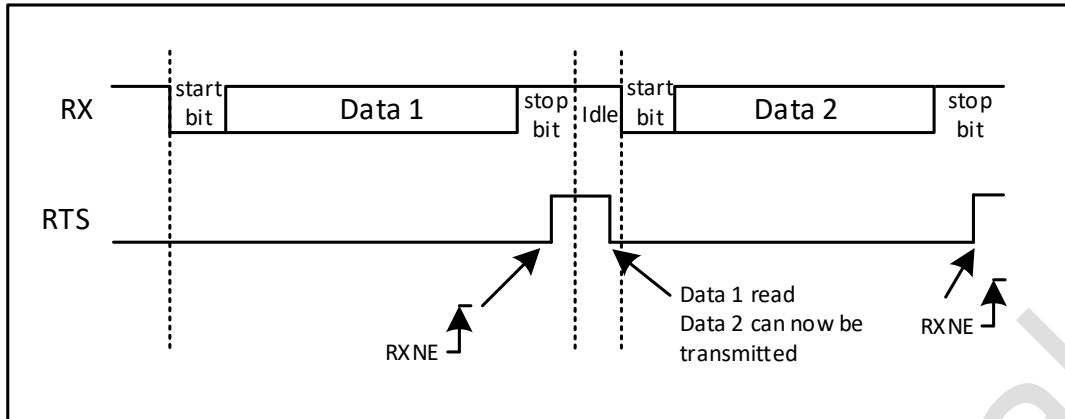 RX
start
bit
Data 1
stop
bit
Idle
start
bit
Data 2
stop
bit
RTS
RXNE
Data 1 read
Data 2 can now be
transmitted
RXNE